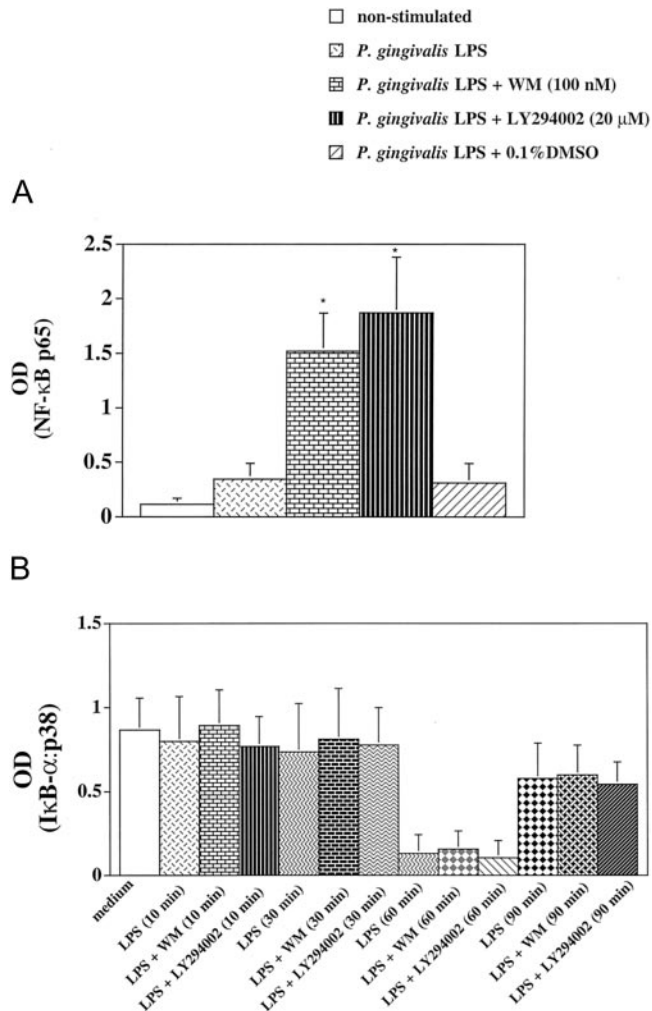 non-stimulated
P. gingivalis LPS
P. gingivalis LPS + WM (100 nM)
P. gingivalis LPS + LY294002 (20 μM)
P. gingivalis LPS + 0.1%DMSO
A
2.5
2
1.5
1
0.5
0
OD
(NF-κB p65)
*
*
B
1.5
1
0.5
0
OD
(IκB-α:p38)
medium
LPS (10 min)
LPS + WM (10 min)
LPS + LY294002 (10 min)
LPS (30 min)
LPS + WM (30 min)
LPS + LY294002 (30 min)
LPS (60 min)
LPS + WM (60 min)
LPS + LY294002 (60 min)
LPS (90 min)
LPS + WM (90 min)
LPS + LY294002 (90 min)